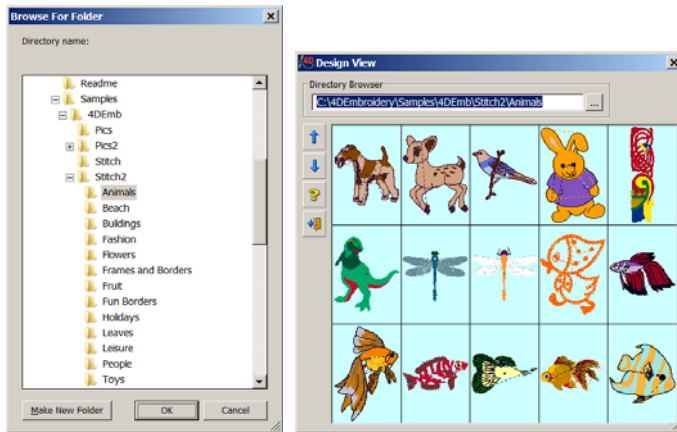 Browse For Folder
Directory name:
Readme
Samples
4DEmb
Pics
Pics2
Stitch
Stitch2
Animals
Beach
Buildings
Fashion
Flowers
Frames and Borders
Fruit
Fun Borders
Holidays
Leaves
Leisure
People
Toys
Make New Folder
OK
Cancel
4D Design View
Directory Browser
C:\4DEmbroidery\Samples\4DEmb\Stitch2\Animals
...